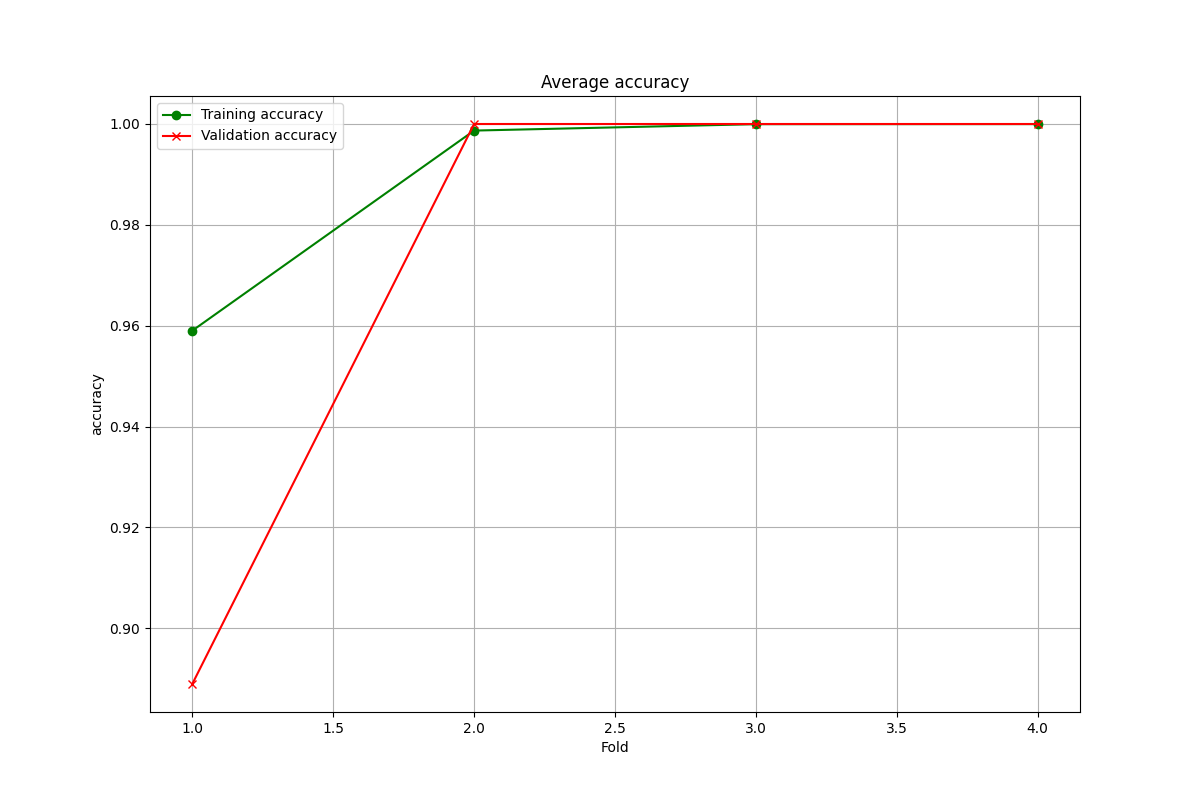 Average accuracy
Training accuracy
Validation accuracy
1.00
0.98
0.96
0.94
0.92
0.90
accuracy
1.0 1.5 2.0 2.5 3.0 3.5 4.0
Fold